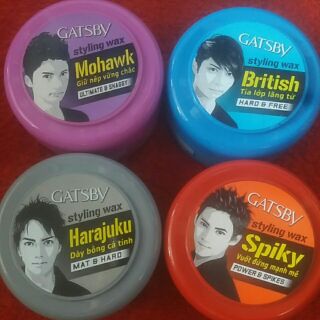 GATSBY
styling wax
Mohawk
Giữ nếp vững chắc
ULTIMATE & SHAGGY
GATSBY
styling wax
British
Tỉa lớp lãng tử
HARD & FREE
GATSBY
styling wax
Harajuku
Dày bồng cá tính
MAT & HARD
GATSBY
styling wax
Spiky
Vuốt dựng mạnh mẽ
POWER & SPIKES